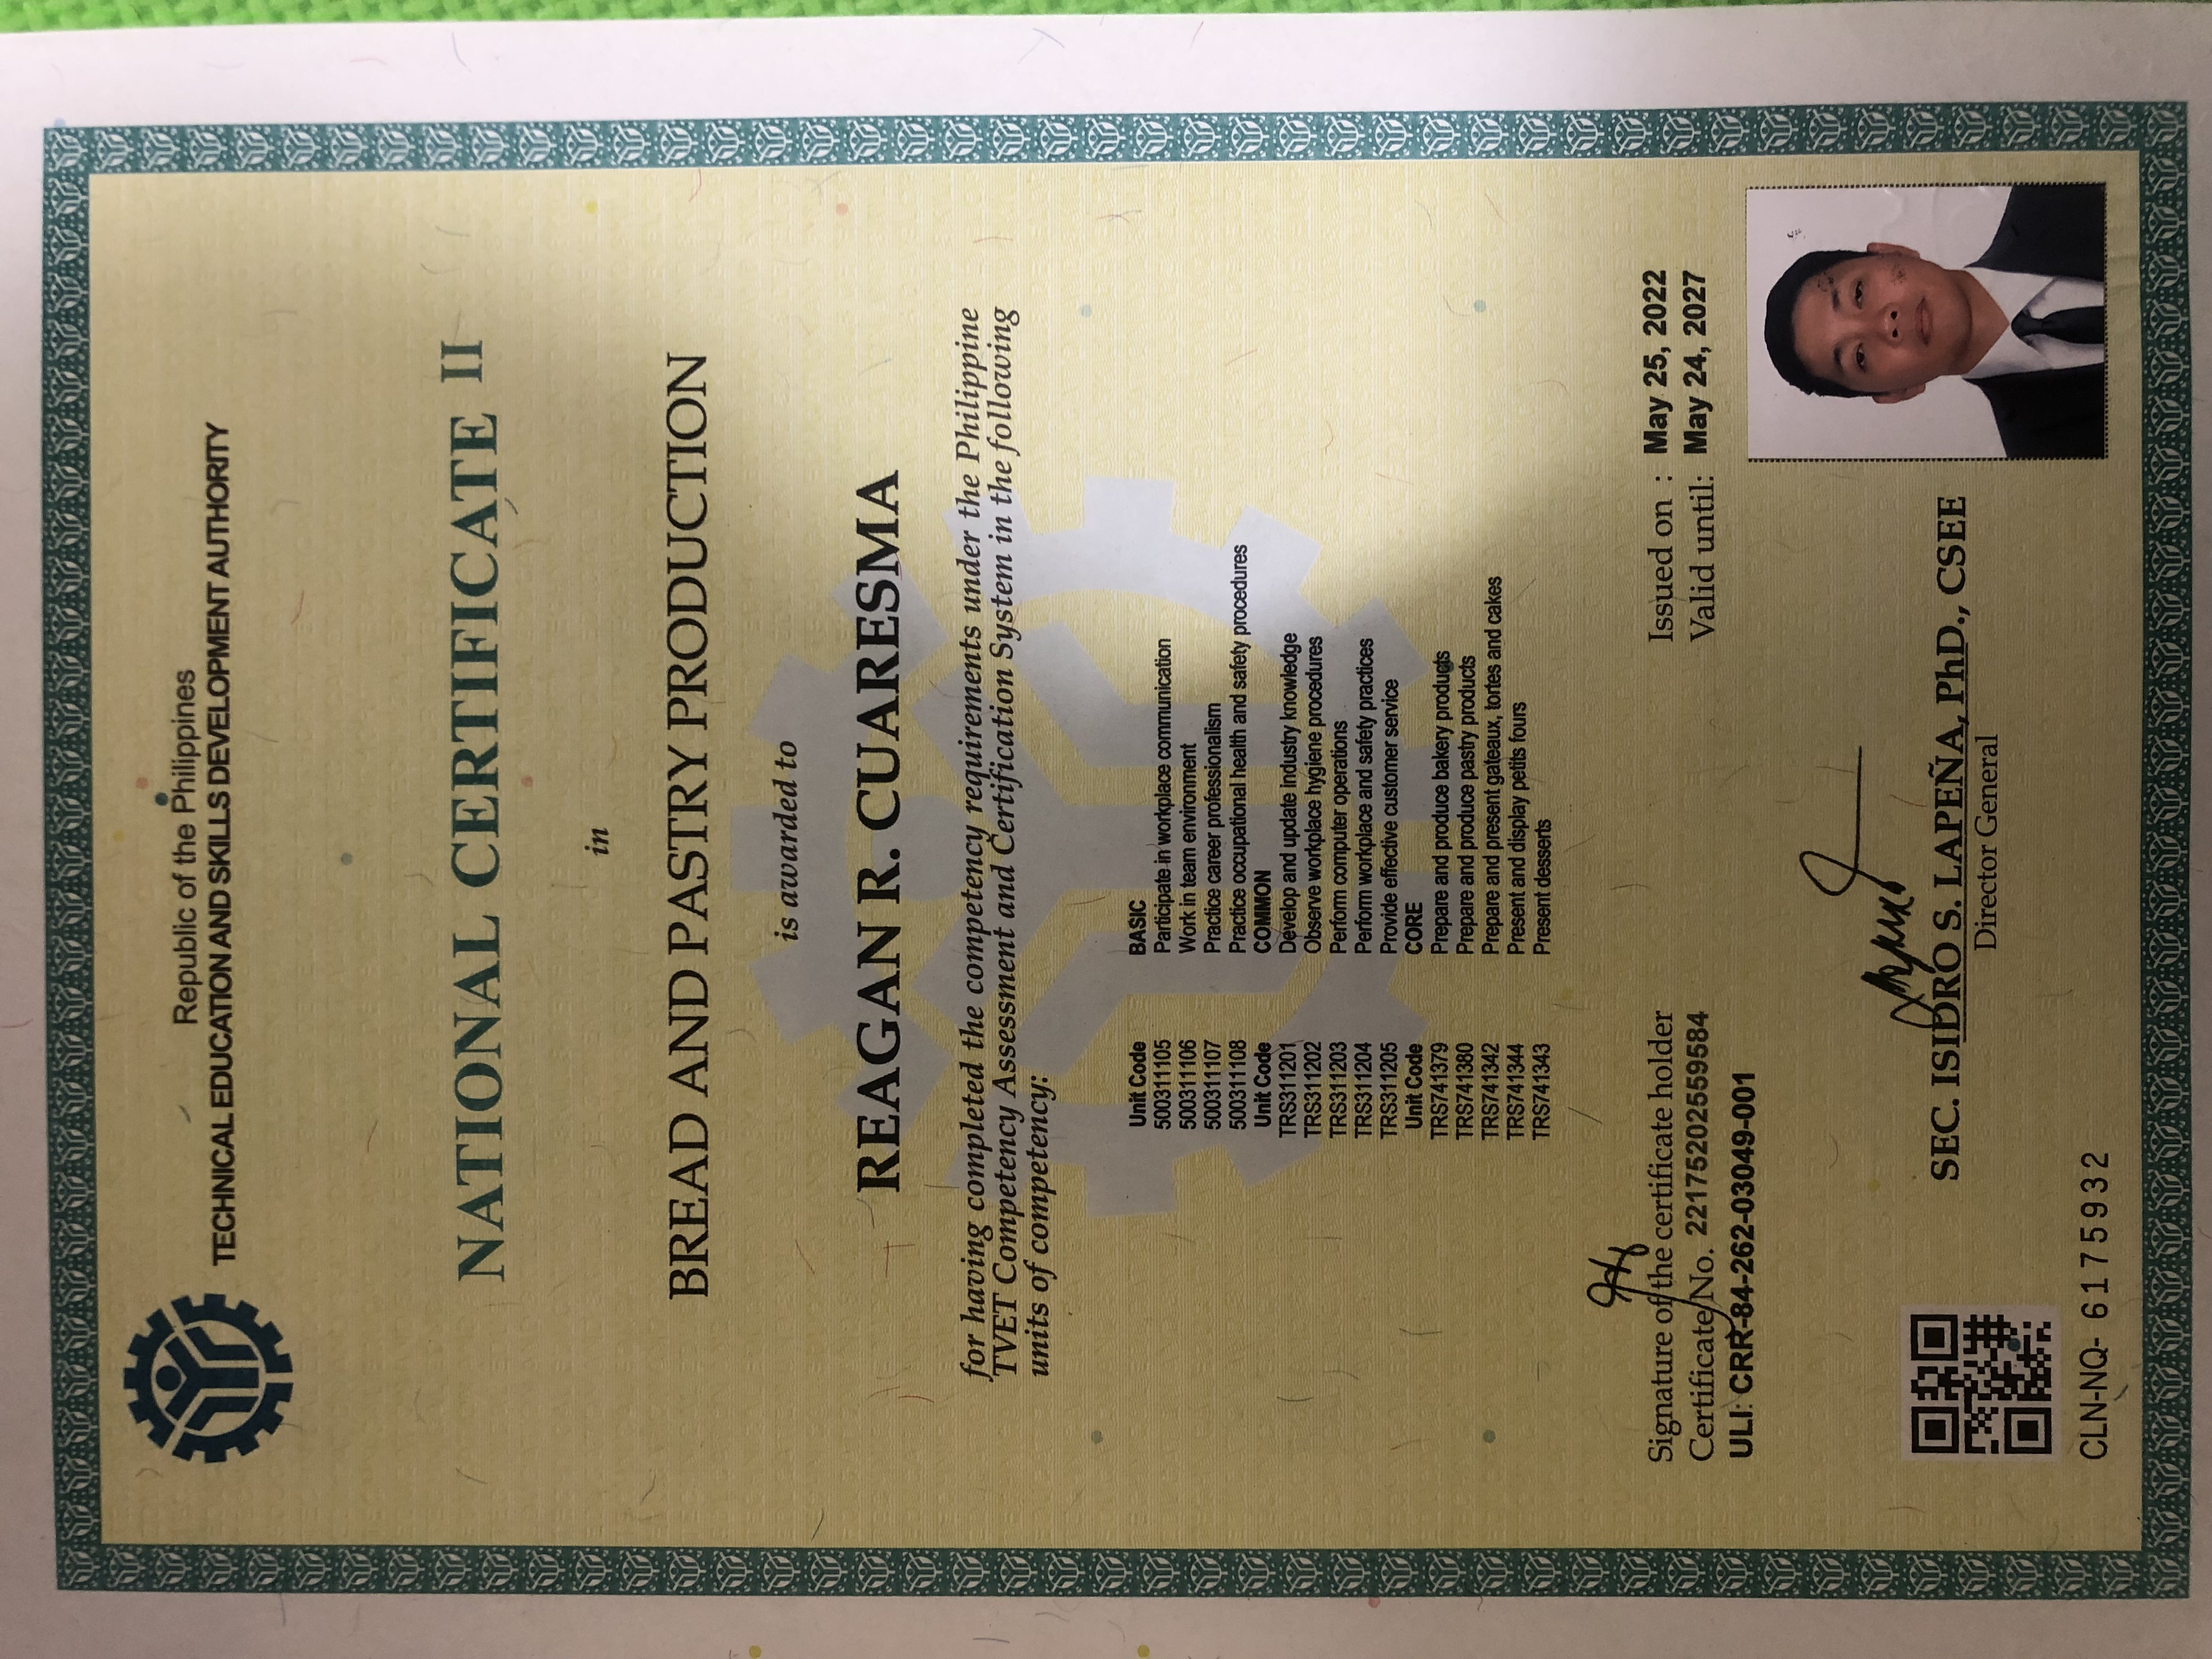 Republic of the Philippines
TECHNICAL EDUCATION AND SKILLS DEVELOPMENT AUTHORITY
NATIONAL CERTIFICATE II
in
BREAD AND PASTRY PRODUCTION
is awarded to
REAGAN R. CUARESMA
for having completed the competency requirements under the Philippine
TVET Competency Assessment and Certification System in the following
units of competency:
Unit Code BASIC
500311105 Participate in workplace communication
500311106 Work in team environment
500311107 Practice career professionalism
500311108 Practice occupational health and safety procedures
Unit Code COMMON
TRS311201 Develop and update industry knowledge
TRS311202 Observe workplace hygiene procedures
TRS311203 Perform computer operations
TRS311204 Perform workplace and safety practices
TRS311205 Provide effective customer service
Unit Code CORE
TRS741379 Prepare and produce bakery products
TRS741380 Prepare and produce pastry products
TRS741342 Prepare and present gateaux, tortes and cakes
TRS741344 Present and display petits fours
TRS741343 Present desserts
Signature of the certificate holder Issued on : May 25, 2022
Certificate No. 22175202559584 Valid until: May 24, 2027
ULI: CRR-84-262-03049-001
SEC. ISIDRO S. LAPEÑA, PhD., CSEE
Director General
CLN-NQ- 6175932